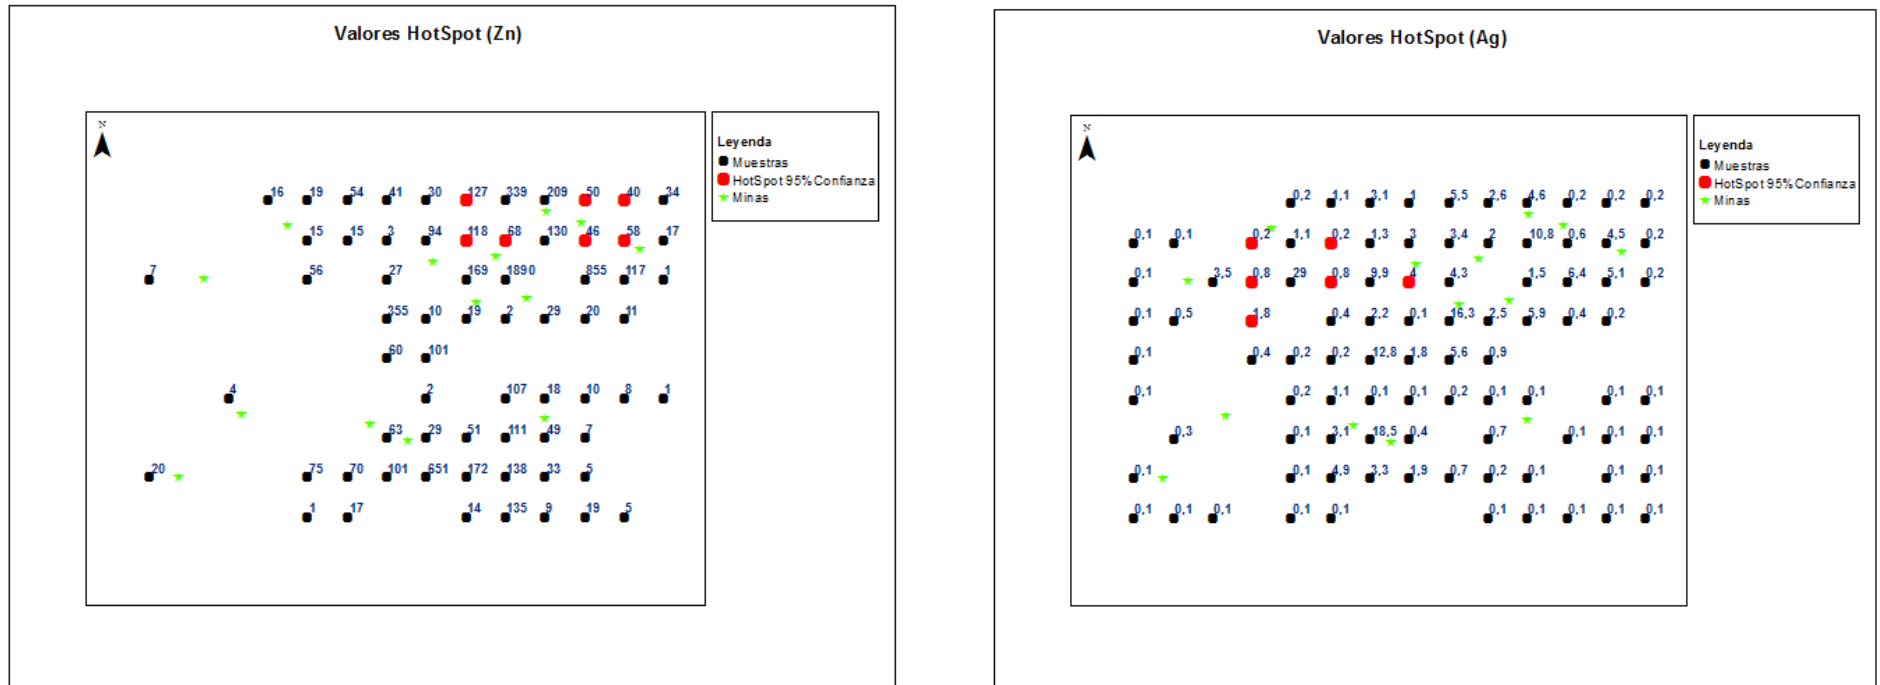 Valores HotSpot (Zn)
N
Leyenda
Muestras
HotSpot 95% Confianza
Minas
16 19 54 41 30 127 339 209 50 40 34
15 15 3 94 118 68 130 46 58 17
7 56 27 169 1890 855 117 1
355 10 19 2 29 20 11
60 101
4 2 107 18 10 8 1
63 29 51 111 49 7
20 75 70 101 651 172 138 33 5
1 17 14 135 9 19 5
Valores HotSpot (Ag)
N
Leyenda
Muestras
HotSpot 95% Confianza
Minas
0,2 1,1 3,1 1 5,5 2,6 4,6 0,2 0,2 0,2
0,1 0,1 0,2 1,1 0,2 1,3 3 3,4 2 10,8 0,6 4,5 0,2
0,1 3,5 0,8 29 0,8 9,9 4 4,3 1,5 6,4 5,1 0,2
0,1 0,5 1,8 0,4 2,2 0,1 16,3 2,5 5,9 0,4 0,2
0,1 0,4 0,2 0,2 12,8 1,8 5,6 0,9
0,1 0,2 1,1 0,1 0,1 0,2 0,1 0,1 0,1 0,1
0,3 0,1 3,1 18,5 0,4 0,7 0,1 0,1 0,1
0,1 0,1 4,9 3,3 1,9 0,7 0,2 0,1 0,1 0,1
0,1 0,1 0,1 0,1 0,1 0,1 0,1 0,1 0,1 0,1